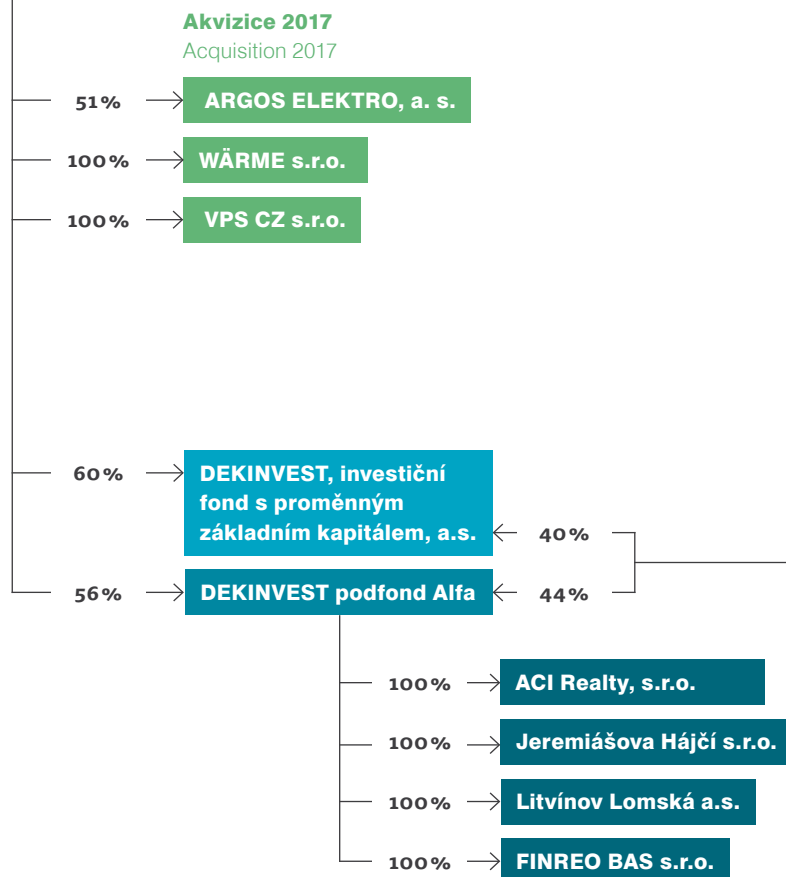 Akvizice 2017
Acquisition 2017
51%
ARGOS ELEKTRO, a. s.
100%
WÄRME s.r.o.
100%
VPS CZ s.r.o.
60%
DEKINVEST, investiční
fond s proměnným
základním kapitálem, a.s.
40%
56%
DEKINVEST podfond Alfa
44%
100%
ACI Realty, s.r.o.
100%
Jeremiášova Hájčí s.r.o.
100%
Litvínov Lomská a.s.
100%
FINREO BAS s.r.o.